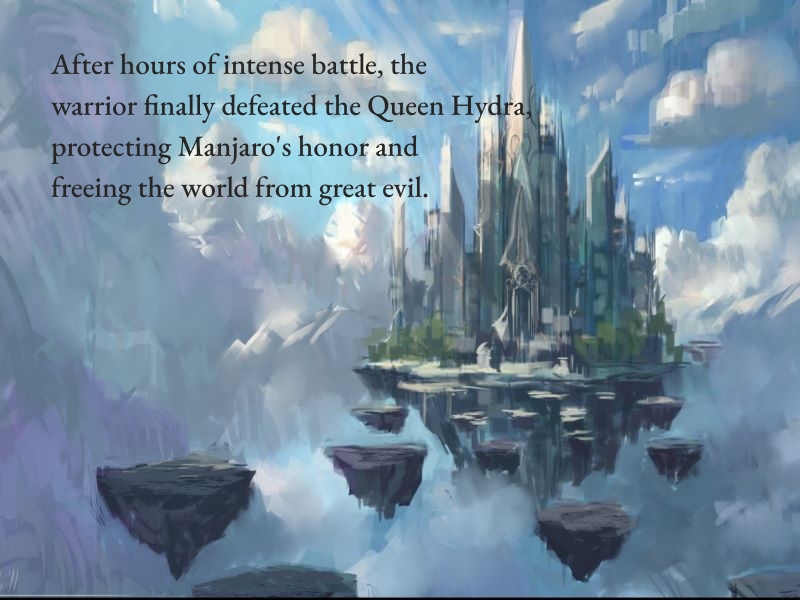 After hours of intense battle, the
warrior finally defeated the Queen Hydra,
protecting Manjaro's honor and
freeing the world from great evil.